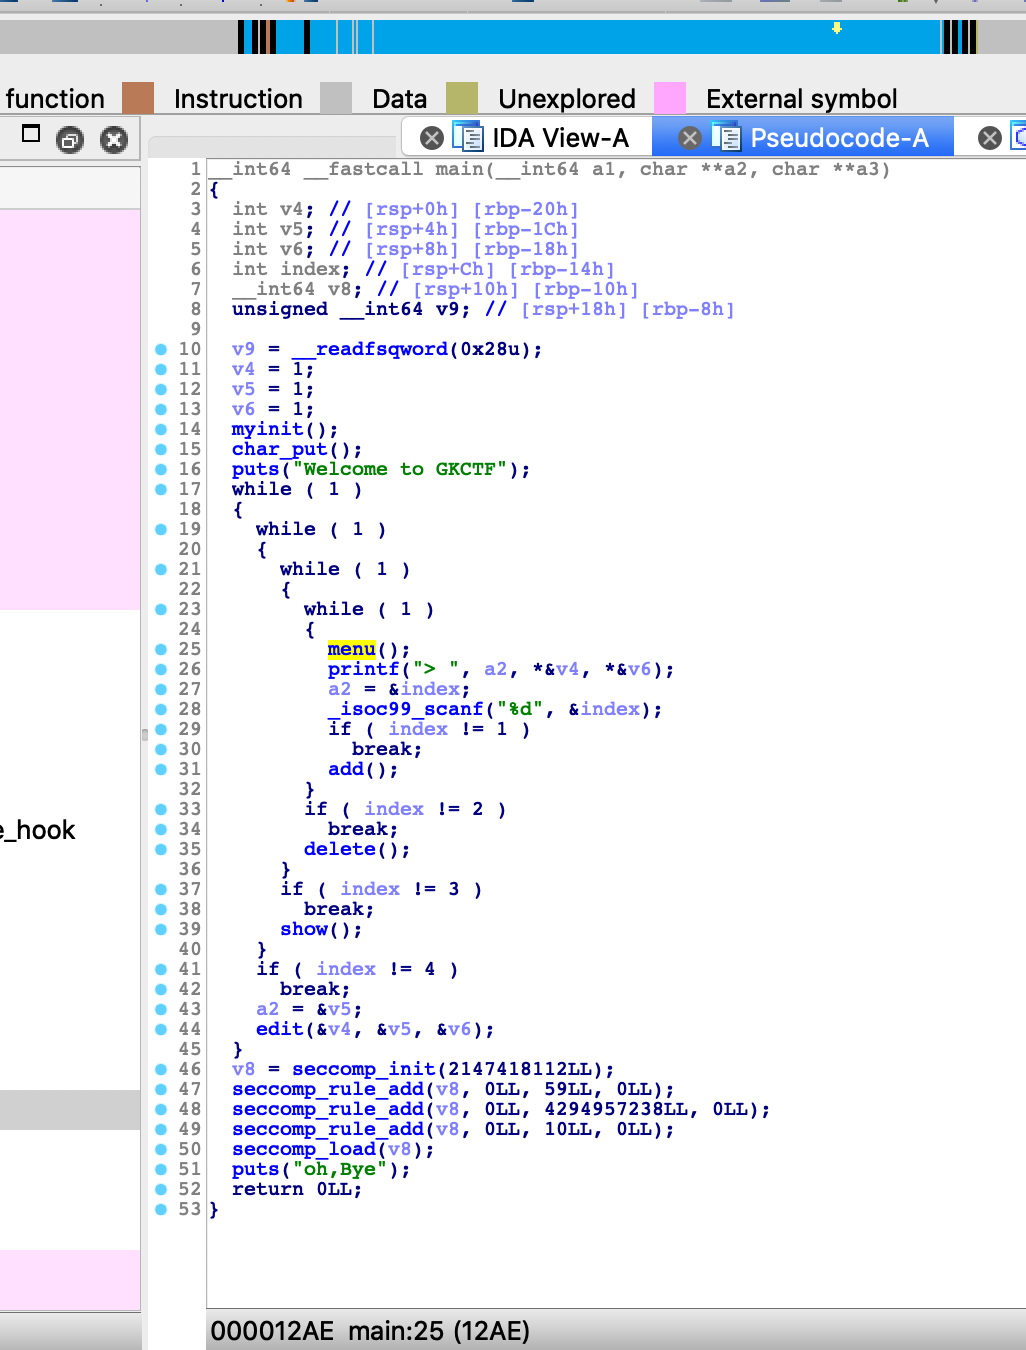 function Instruction Data Unexplored External symbol
IDA View-A Pseudocode-A
e_hook
1 __int64 __fastcall main(__int64 a1, char **a2, char **a3)
2 {
3 int v4; // [rsp+0h] [rbp-20h]
4 int v5; // [rsp+4h] [rbp-1Ch]
5 int v6; // [rsp+8h] [rbp-18h]
6 int index; // [rsp+Ch] [rbp-14h]
7 __int64 v8; // [rsp+10h] [rbp-10h]
8 unsigned __int64 v9; // [rsp+18h] [rbp-8h]
9
10 v9 = __readfsqword(0x28u);
11 v4 = 1;
12 v5 = 1;
13 v6 = 1;
14 myinit();
15 char_put();
16 puts("Welcome to GKCTF");
17 while ( 1 )
18 {
19 while ( 1 )
20 {
21 while ( 1 )
22 {
23 while ( 1 )
24 {
25 menu();
26 printf("> ", a2, *&v4, *&v6);
27 a2 = &index;
28 _isoc99_scanf("%d", &index);
29 if ( index != 1 )
30 break;
31 add();
32 }
33 if ( index != 2 )
34 break;
35 delete();
36 }
37 if ( index != 3 )
38 break;
39 show();
40 }
41 if ( index != 4 )
42 break;
43 a2 = &v5;
44 edit(&v4, &v5, &v6);
45 }
46 v8 = seccomp_init(2147418112LL);
47 seccomp_rule_add(v8, 0LL, 59LL, 0LL);
48 seccomp_rule_add(v8, 0LL, 4294957238LL, 0LL);
49 seccomp_rule_add(v8, 0LL, 10LL, 0LL);
50 seccomp_load(v8);
51 puts("oh,Bye");
52 return 0LL;
53 }
000012AE main:25 (12AE)